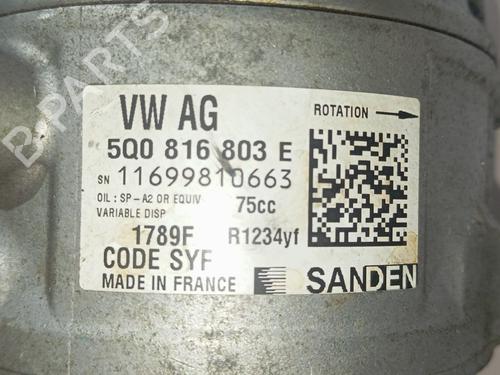 VW AG
ROTATION
5Q0 816 803 E
SN 11699810663
OIL : SP-A2 OR EQUIV 75cc
VARIABLE DISP
1789F R1234yf
CODE SYF
MADE IN FRANCE SANDEN
B-PARTS